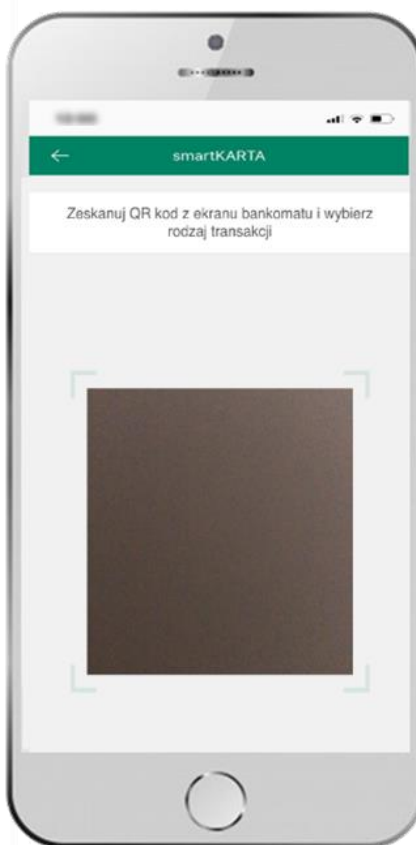 smartKARTA
Zeskanuj QR kod z ekranu bankomatu i wybierz
rodzaj transakcji